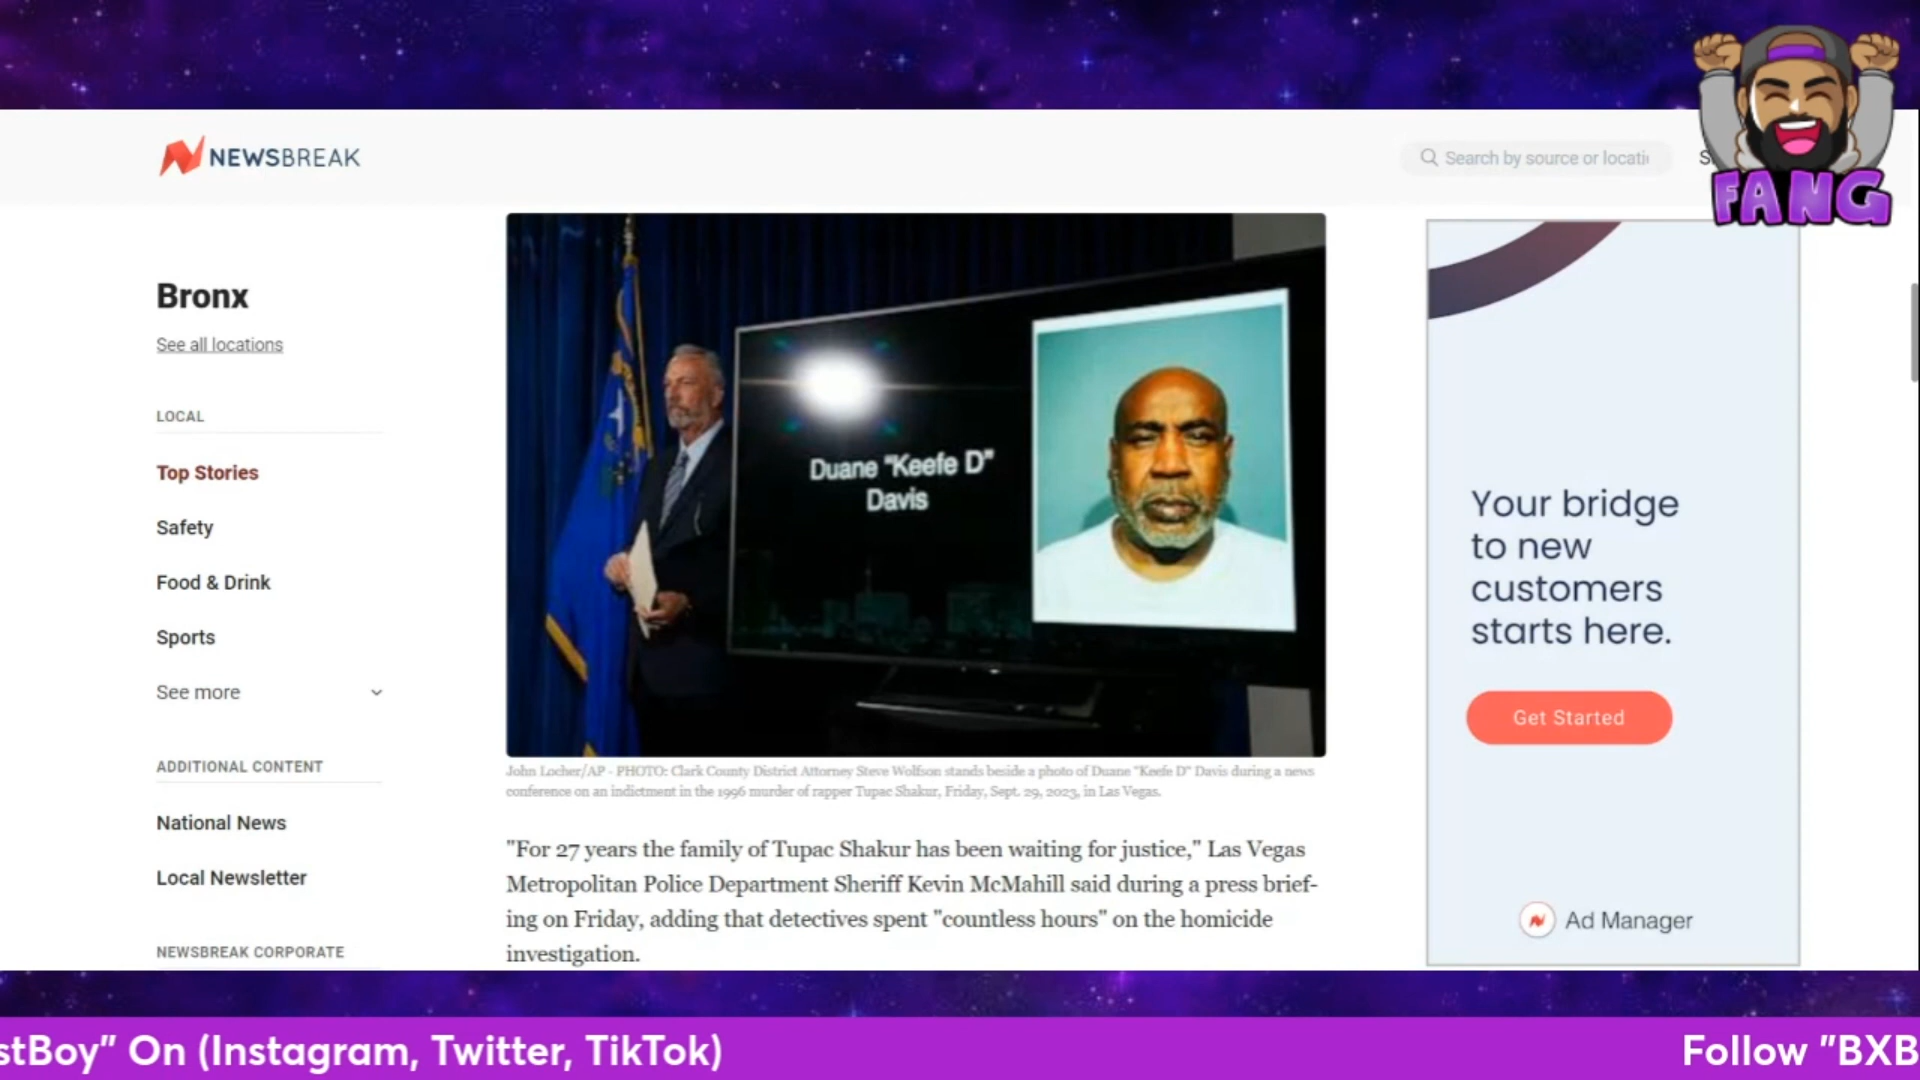 NEWSBREAK
Search by source or locati
S
FANG
Bronx
See all locations
LOCAL
Top Stories
Safety
Food & Drink
Sports
See more
ADDITIONAL CONTENT
National News
Local Newsletter
NEWSBREAK CORPORATE
Duane "Keefe D"
Davis
John Locher/AP - PHOTO: Clark County District Attorney Steve Wolfson stands beside a photo of Duane "Keefe D" Davis during a news
conference on an indictment in the 1996 murder of rapper Tupac Shakur, Friday, Sept. 29, 2023, in Las Vegas.
"For 27 years the family of Tupac Shakur has been waiting for justice," Las Vegas
Metropolitan Police Department Sheriff Kevin McMahill said during a press brief-
ing on Friday, adding that detectives spent "countless hours" on the homicide
investigation.
Your bridge
to new
customers
starts here.
Get Started
Ad Manager
stBoy" On (Instagram, Twitter, TikTok)
Follow "BXB